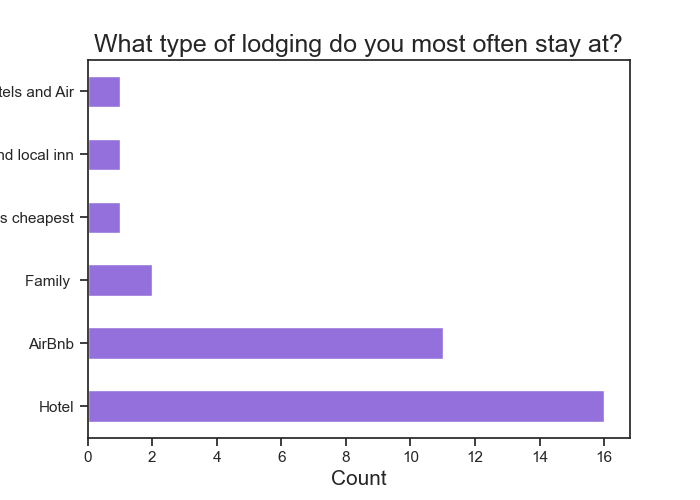 What type of lodging do you most often stay at?
tels and Air
nd local inn
s cheapest
Family
AirBnb
Hotel
0 2 4 6 8 10 12 14 16
Count